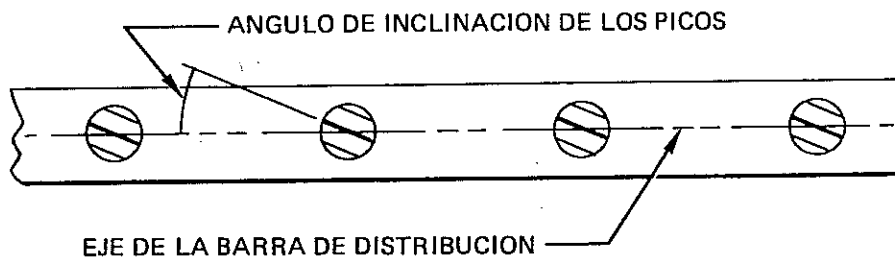 ANGULO DE INCLINACION DE LOS PICOS
EJE DE LA BARRA DE DISTRIBUCION